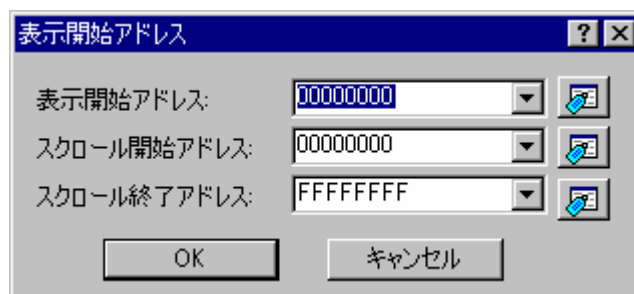 表示開始アドレス
表示開始アドレス: 00000000
スクロール開始アドレス: 00000000
スクロール終了アドレス: FFFFFFFF
OK キャンセル